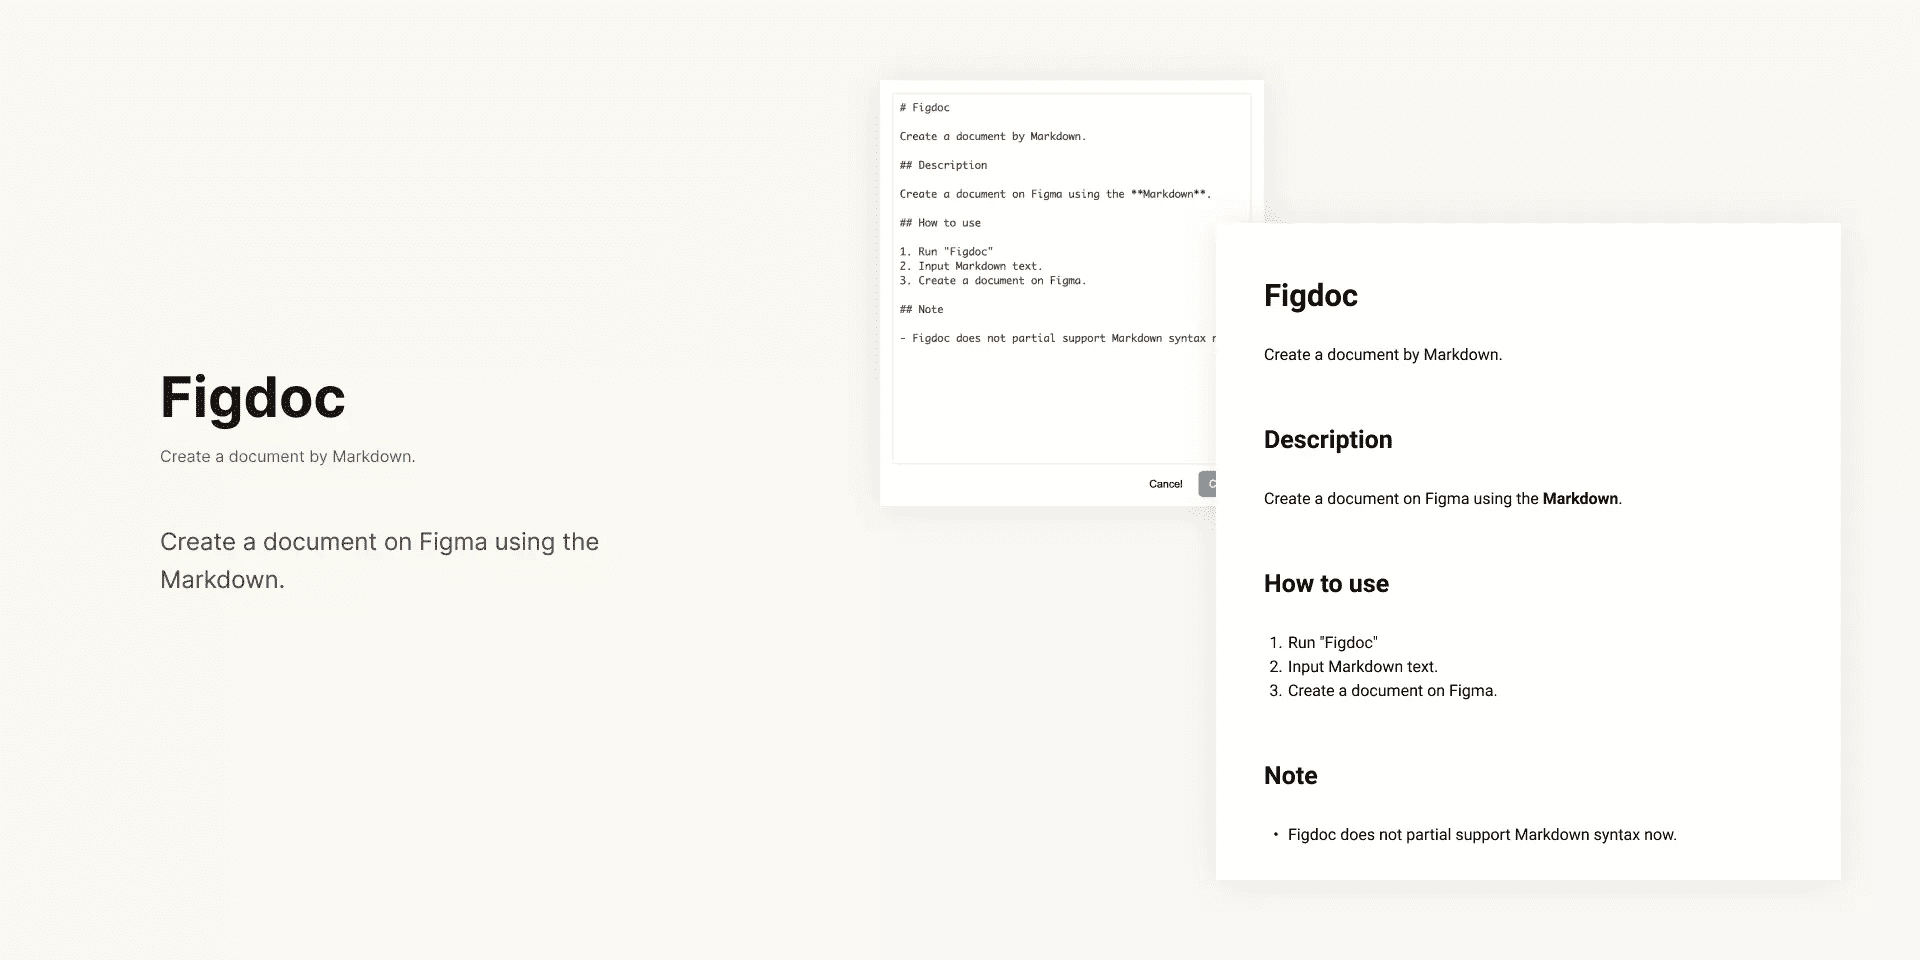 Figdoc
Create a document by Markdown.
Create a document on Figma using the
Markdown.
# Figdoc
Create a document by Markdown.
## Description
Create a document on Figma using the **Markdown**.
## How to use
1. Run "Figdoc"
2. Input Markdown text.
3. Create a document on Figma.
## Note
- Figdoc does not partial support Markdown syntax
Cancel
Figdoc
Create a document by Markdown.
Description
Create a document on Figma using the Markdown.
How to use
1. Run "Figdoc"
2. Input Markdown text.
3. Create a document on Figma.
Note
• Figdoc does not partial support Markdown syntax now.